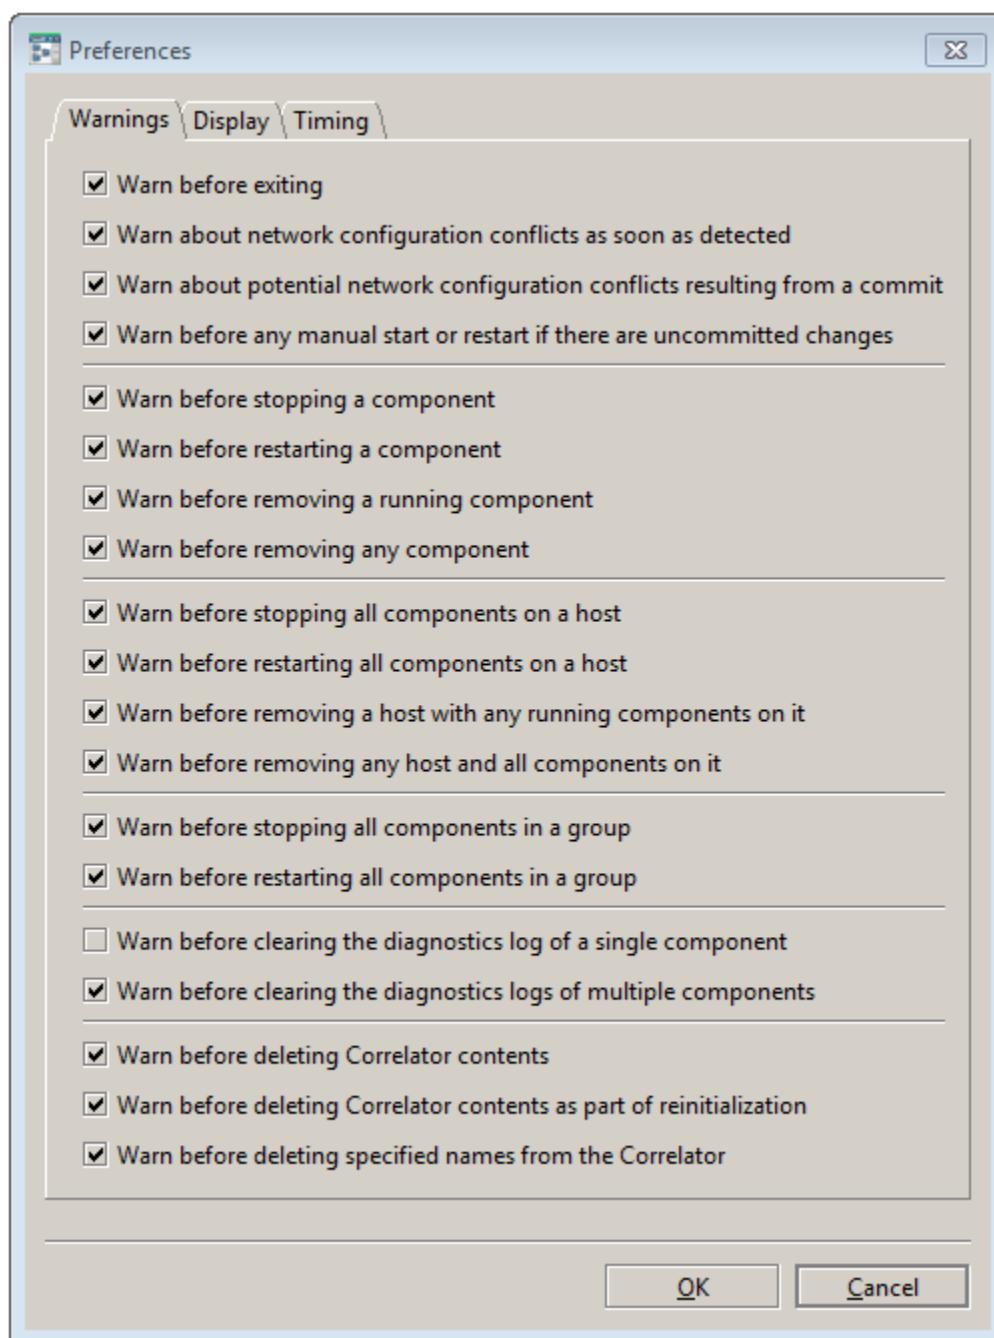 Preferences
Warnings Display Timing
Warn before exiting
Warn about network configuration conflicts as soon as detected
Warn about potential network configuration conflicts resulting from a commit
Warn before any manual start or restart if there are uncommitted changes
Warn before stopping a component
Warn before restarting a component
Warn before removing a running component
Warn before removing any component
Warn before stopping all components on a host
Warn before restarting all components on a host
Warn before removing a host with any running components on it
Warn before removing any host and all components on it
Warn before stopping all components in a group
Warn before restarting all components in a group
Warn before clearing the diagnostics log of a single component
Warn before clearing the diagnostics logs of multiple components
Warn before deleting Correlator contents
Warn before deleting Correlator contents as part of reinitialization
Warn before deleting specified names from the Correlator
OK Cancel